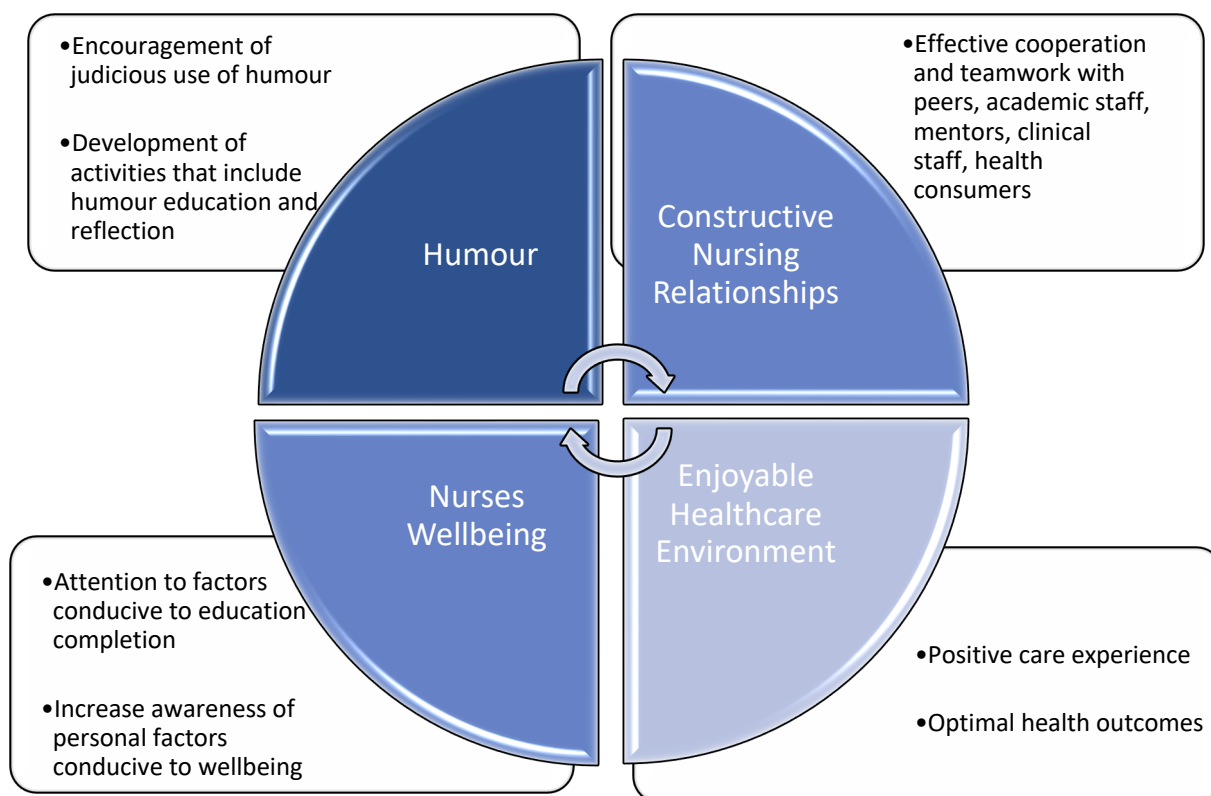 •Encouragement of
judicious use of humour
•Development of
activities that include
humour education and
reflection
Humour
•Effective cooperation
and teamwork with
peers, academic staff,
mentors, clinical
staff, health
consumers
Constructive
Nursing
Relationships
Nurses
Wellbeing
•Attention to factors
conducive to education
completion
•Increase awareness of
personal factors
conducive to wellbeing
Enjoyable
Healthcare
Environment
•Positive care experience
•Optimal health outcomes